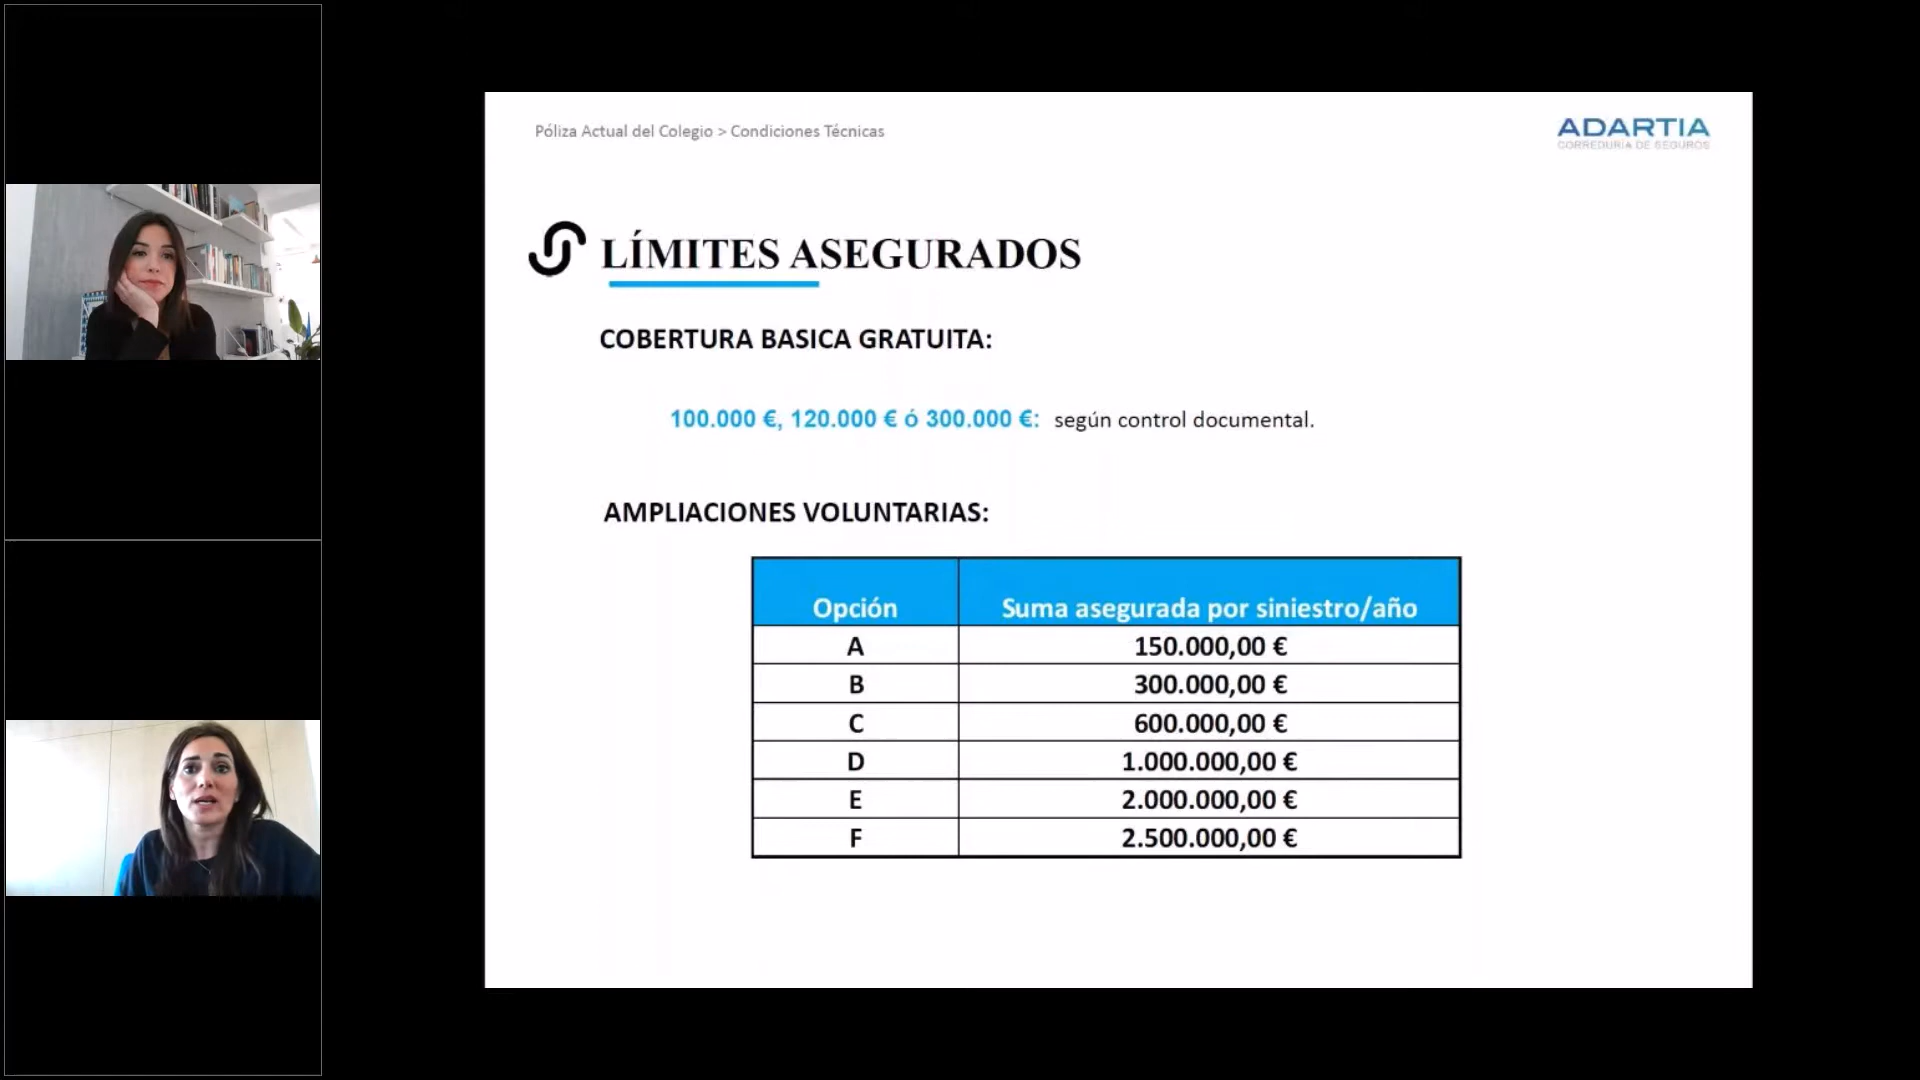 Póliza Actual del Colegio > Condiciones Técnicas
ADARTIA
CORREDURÍA DE SEGUROS
LÍMITES ASEGURADOS
COBERTURA BASICA GRATUITA:
100.000 €, 120.000 € ó 300.000 €: según control documental.
AMPLIACIONES VOLUNTARIAS:
Opción Suma asegurada por siniestro/año
A 150.000,00 €
B 300.000,00 €
C 600.000,00 €
D 1.000.000,00 €
E 2.000.000,00 €
F 2.500.000,00 €